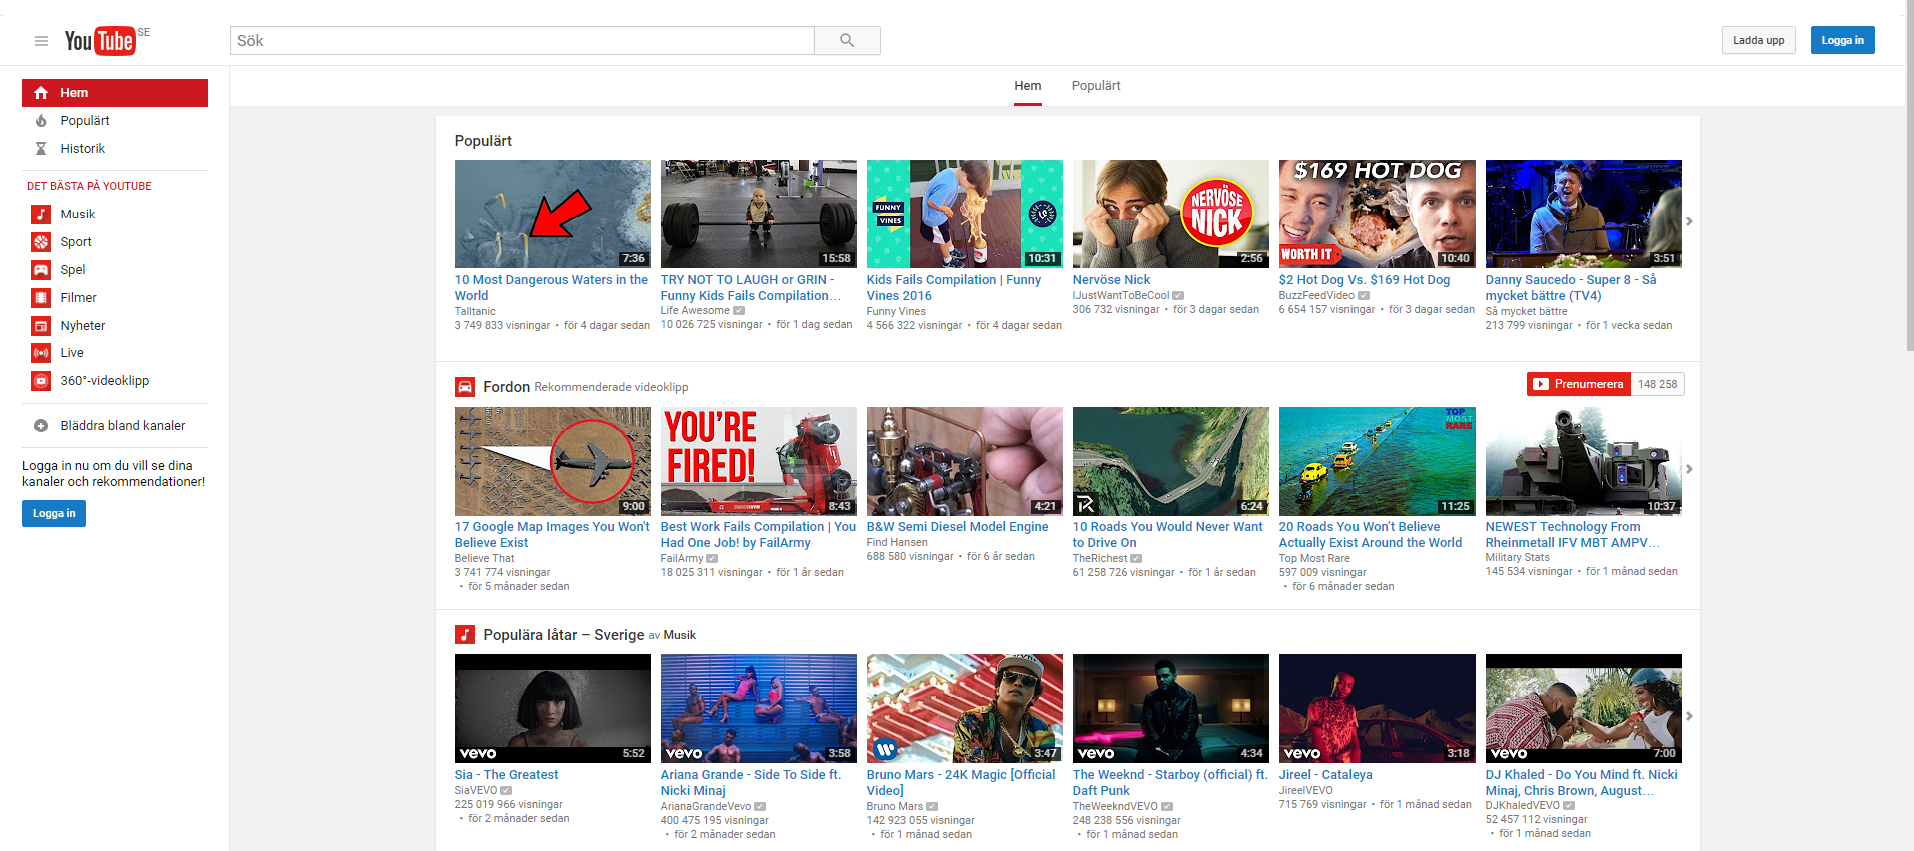 YouTube SE
Sök
Ladda upp
Logga in
Hem
Populärt
Hem
Populärt
Historik
DET BÄSTA PÅ YOUTUBE
Musik
Sport
Spel
Filmer
Nyheter
Live
360°-videoklipp
Bläddra bland kanaler
Logga in nu om du vill se dina
kanaler och rekommendationer!
Logga in
Populärt
7:36
10 Most Dangerous Waters in the
World
Talltanic
3 749 833 visningar • för 4 dagar sedan
15:58
TRY NOT TO LAUGH or GRIN -
Funny Kids Fails Compilation...
Life Awesome
10 026 725 visningar • för 1 dag sedan
FUNNY
VINES
10:31
Kids Fails Compilation | Funny
Vines 2016
Funny Vines
4 566 322 visningar • för 4 dagar sedan
NERVÖSE
NICK
2:56
Nervöse Nick
IJustWantToBeCool
306 732 visningar • för 3 dagar sedan
$169 HOT DOG
WORTH IT
10:40
$2 Hot Dog Vs. $169 Hot Dog
BuzzFeedVideo
6 654 157 visningar • för 3 dagar sedan
3:51
Danny Saucedo - Super 8 - Så
mycket bättre (TV4)
Så mycket bättre
213 799 visningar • för 1 vecka sedan
Fordon Rekommenderade videoklipp
Prenumerera 148 258
9:00
17 Google Map Images You Won't
Believe Exist
Believe That
3 741 774 visningar
• för 5 månader sedan
YOU'RE
FIRED!
8:43
Best Work Fails Compilation | You
Had One Job! by FailArmy
FailArmy
18 025 311 visningar • för 1 år sedan
4:21
B&W Semi Diesel Model Engine
Find Hansen
688 580 visningar • för 6 år sedan
6:24
10 Roads You Would Never Want
to Drive On
TheRichest
61 258 726 visningar • för 1 år sedan
TOP
MOST
RARE
11:25
20 Roads You Won't Believe
Actually Exist Around the World
Top Most Rare
597 009 visningar
• för 6 månader sedan
10:37
NEWEST Technology From
Rheinmetall IFV MBT AMPV...
Military Stats
145 534 visningar • för 1 månad sedan
Populära låtar – Sverige av Musik
vevo
5:52
Sia - The Greatest
SiaVEVO
225 019 966 visningar
• för 2 månader sedan
vevo
3:58
Ariana Grande - Side To Side ft.
Nicki Minaj
ArianaGrandeVevo
400 475 195 visningar
• för 2 månader sedan
3:47
Bruno Mars - 24K Magic [Official
Video]
Bruno Mars
142 923 055 visningar
• för 1 månad sedan
vevo
4:34
The Weeknd - Starboy (official) ft.
Daft Punk
TheWeekndVEVO
248 238 556 visningar
• för 1 månad sedan
vevo
3:18
Jireel - Cataleya
JireelVEVO
715 769 visningar • för 1 månad sedan
vevo
7:00
DJ Khaled - Do You Mind ft. Nicki
Minaj, Chris Brown, August...
DJKhaledVEVO
52 457 112 visningar
• för 1 månad sedan